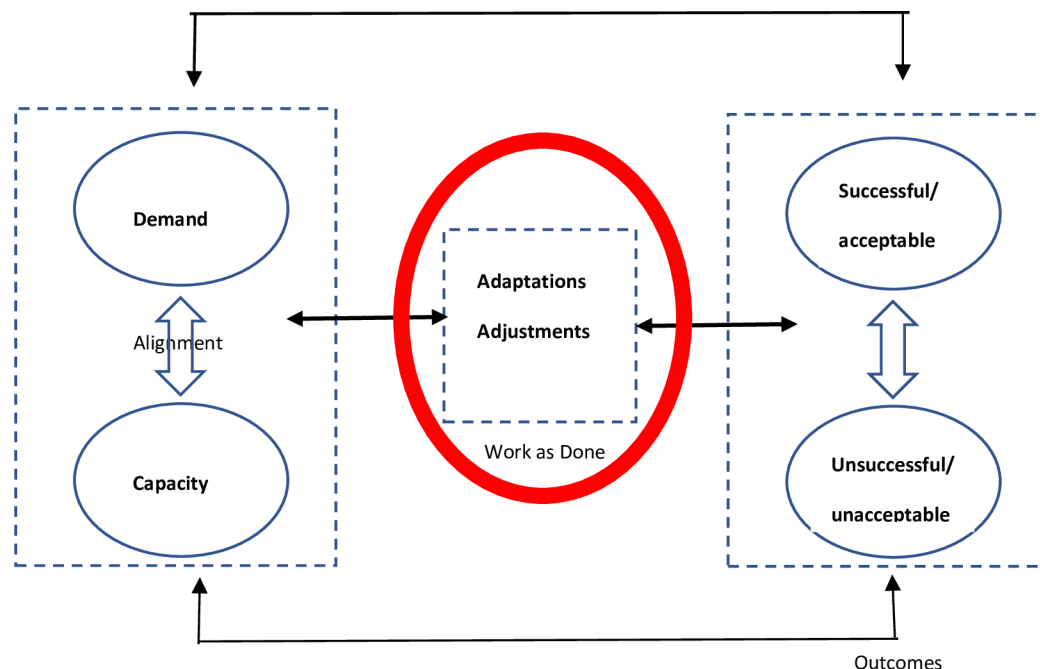 Demand
Alignment
Capacity
Adaptations
Adjustments
Work as Done
Successful/
acceptable
Unsuccessful/
unacceptable
Outcomes